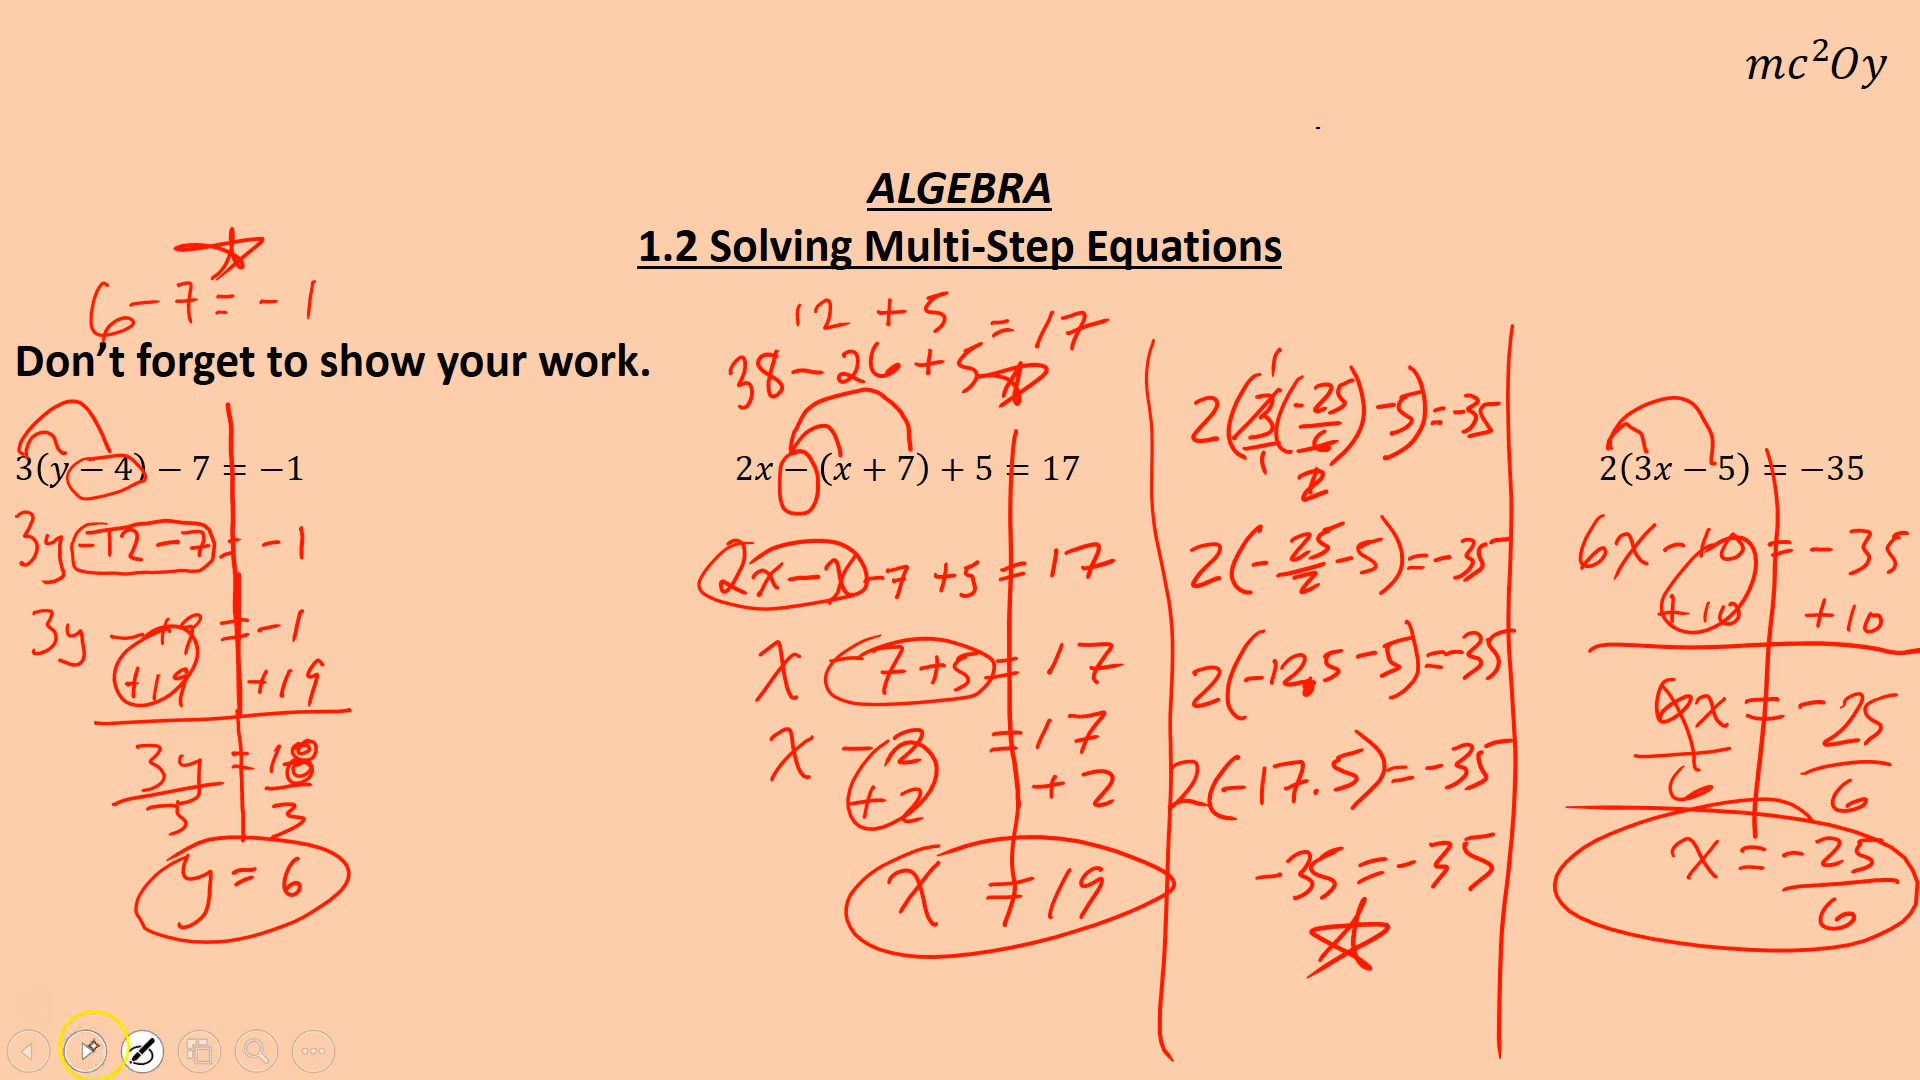 mc²Oy
ALGEBRA
1.2 Solving Multi-Step Equations
6 - 7 = -1
Don't forget to show your work.
3(y − 4) − 7 = −1
3y -12 -7 = -1
3y - 19 = -1
+19 +19
3y = 18
3 3
y = 6
12 + 5 = 17
38 - 26 + 5
2x − (x + 7) + 5 = 17
2x - x - 7 + 5 = 17
x - 7 + 5 = 17
x - 2 = 17
+2 +2
x = 19
2(3/1(-25/6) - 5) = -35
1 1 2
2(-25/2 - 5) = -35
2(-12.5 - 5) = -35
2(-17.5) = -35
-35 = -35
2(3x − 5) = −35
6x - 10 = -35
+10 +10
6x = -25
6 6
x = -25/6